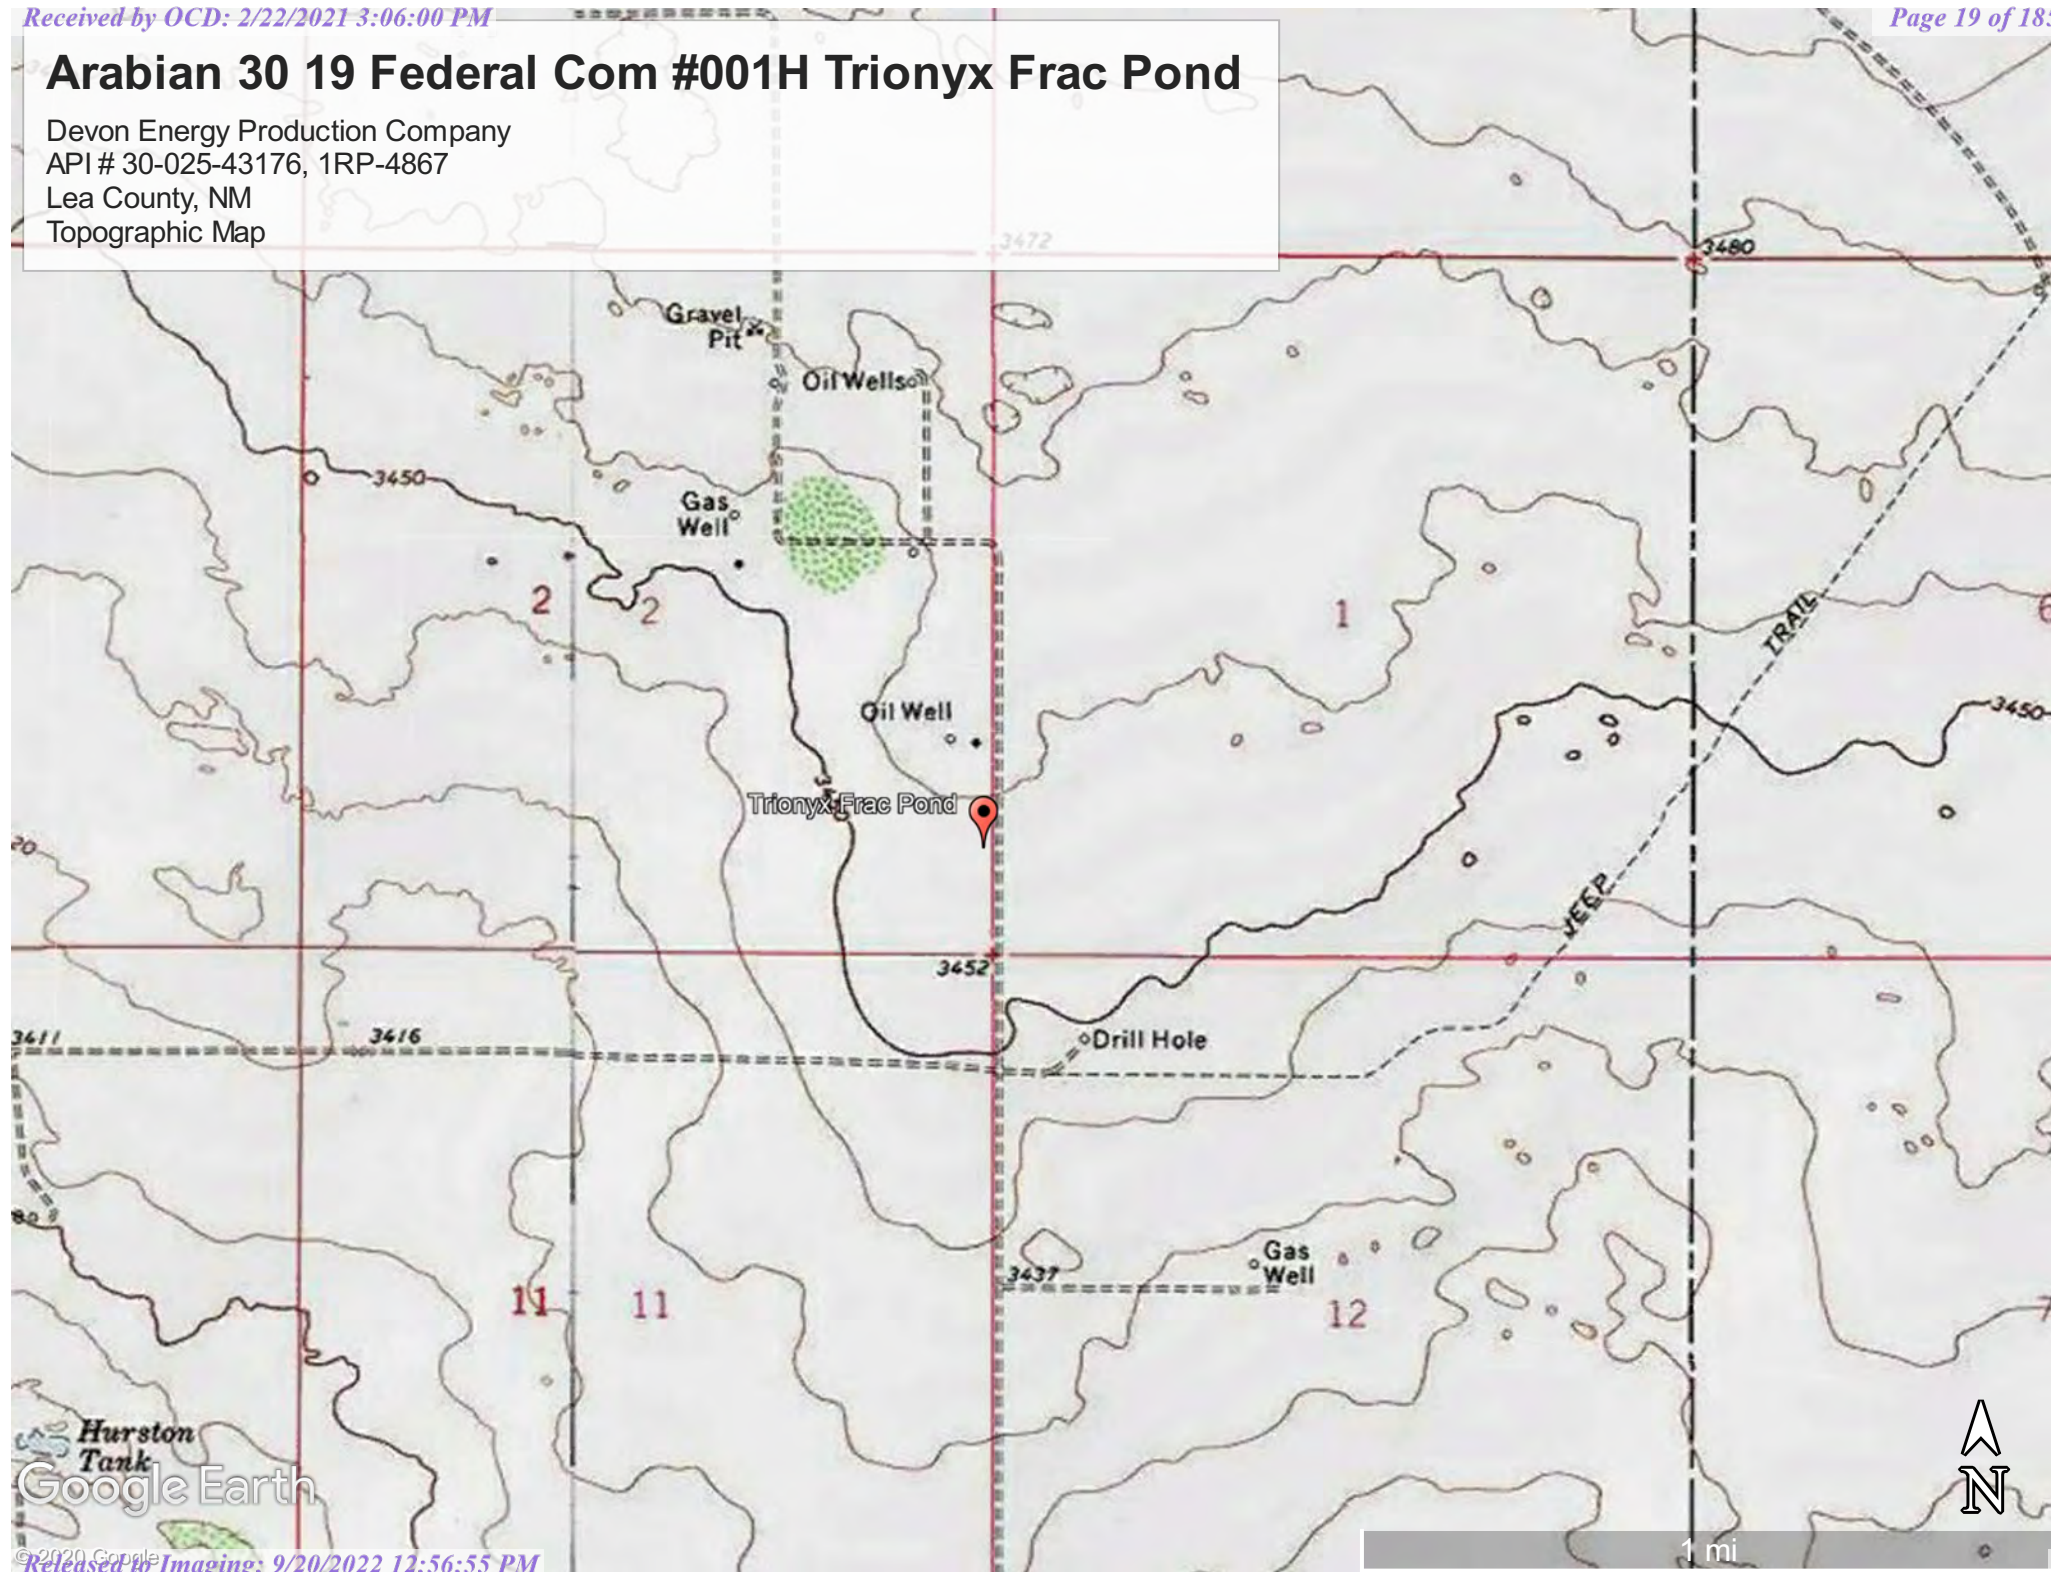 Received by OCD: 2/22/2021 3:06:00 PM
Page 19 of 185
Arabian 30 19 Federal Com #001H Trionyx Frac Pond
Devon Energy Production Company
API # 30-025-43176, 1RP-4867
Lea County, NM
Topographic Map
3472
3480
Gravel
Pit
Oil Wells
3450
Gas
Well
2
2
1
6
TRAIL
Oil Well
3450
Trionyx Frac Pond
20
JEEP
3452
3411
3416
Drill Hole
Gas
Well
3437
11
11
12
7
Hurston
Tank
Google Earth
N
1 mi
© 2020 Google
Released to Imaging: 9/20/2022 12:56:55 PM